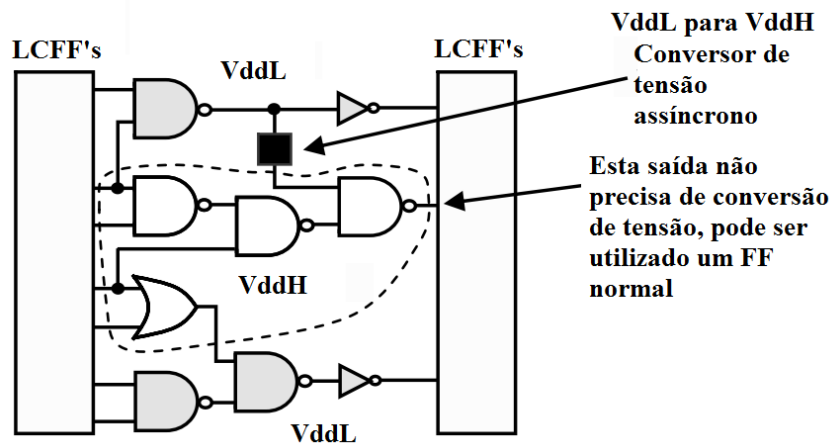 LCFF's
VddL
LCFF's
VddL para VddH
Conversor de
tensão
assíncrono
Esta saída não
precisa de conversão
de tensão, pode ser
utilizado um FF
normal
VddH
VddL